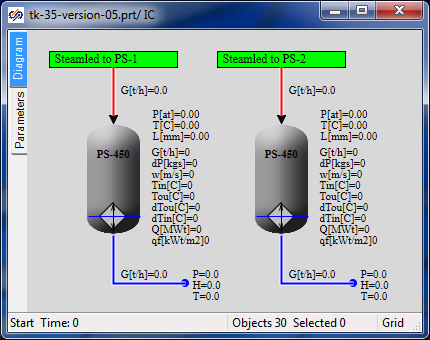 tk-35-version-05.prt/ IC
Diagram
Parameters
Steamled to PS-1
Steamled to PS-2
G[t/h]=0.0
G[t/h]=0.0
PS-450
P[at]=0.00
T[C]=0.00
L[mm]=0.00
G[t/h]=0
dP[kgs]=0
w[m/s]=0
Tin[C]=0
Tou[C]=0
dTou[C]=0
dTin[C]=0
Q[MWt]=0
qf[kWt/m2]0
PS-450
P[at]=0.00
T[C]=0.00
L[mm]=0.00
G[t/h]=0
dP[kgs]=0
w[m/s]=0
Tin[C]=0
Tou[C]=0
dTou[C]=0
dTin[C]=0
Q[MWt]=0
qf[kWt/m2]0
G[t/h]=0.0
P=0.0
H=0.0
T=0.0
G[t/h]=0.0
P=0.0
H=0.0
T=0.0
Start Time: 0
Objects 30 Selected 0
Grid